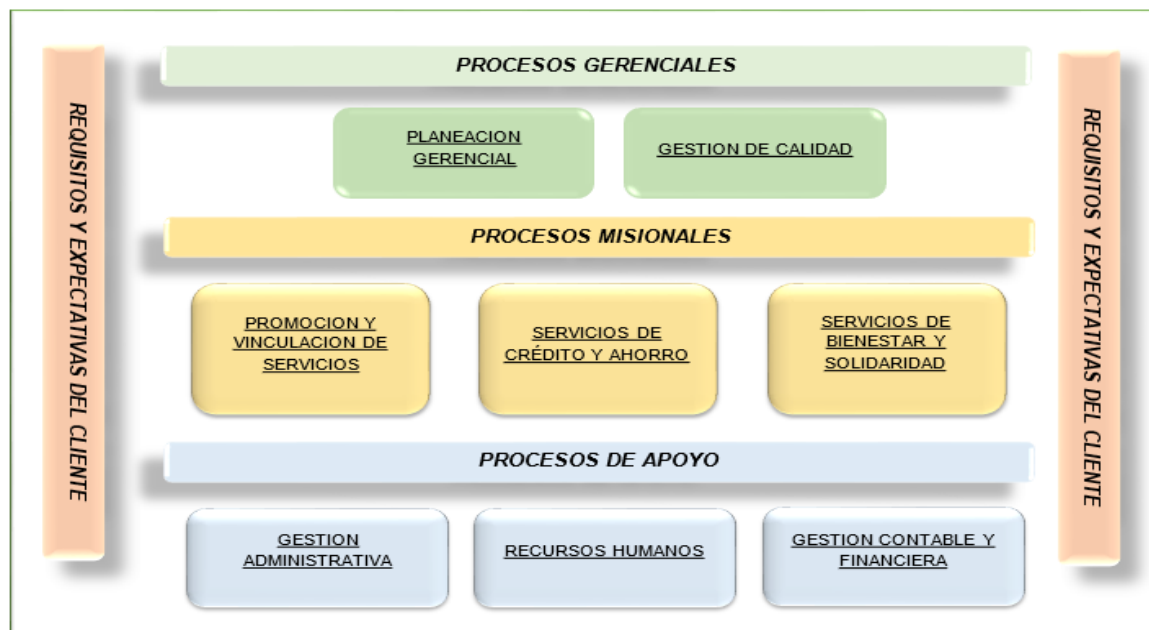 REQUISITOS Y EXPECTATIVAS DEL CLIENTE
PROCESOS GERENCIALES
PLANEACION
GERENCIAL
GESTION DE CALIDAD
PROCESOS MISIONALES
PROMOCION Y
VINCULACION DE
SERVICIOS
SERVICIOS DE
CRÉDITO Y AHORRO
SERVICIOS DE
BIENESTAR Y
SOLIDARIDAD
PROCESOS DE APOYO
GESTION
ADMINISTRATIVA
RECURSOS HUMANOS
GESTION CONTABLE Y
FINANCIERA
REQUISITOS Y EXPECTATIVAS DEL CLIENTE